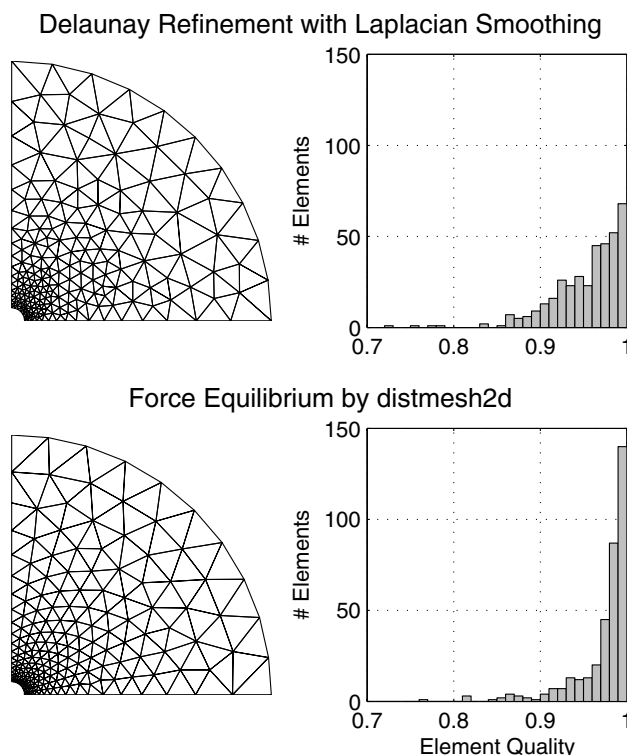 Delaunay Refinement with Laplacian Smoothing
150
100
50
0
# Elements
0.7 0.8 0.9 1
Force Equilibrium by distmesh2d
150
100
50
0
# Elements
0.7 0.8 0.9 1
Element Quality